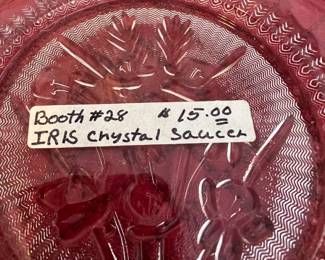 Booth #28 $ 15.00
IRIS Crystal Saucer